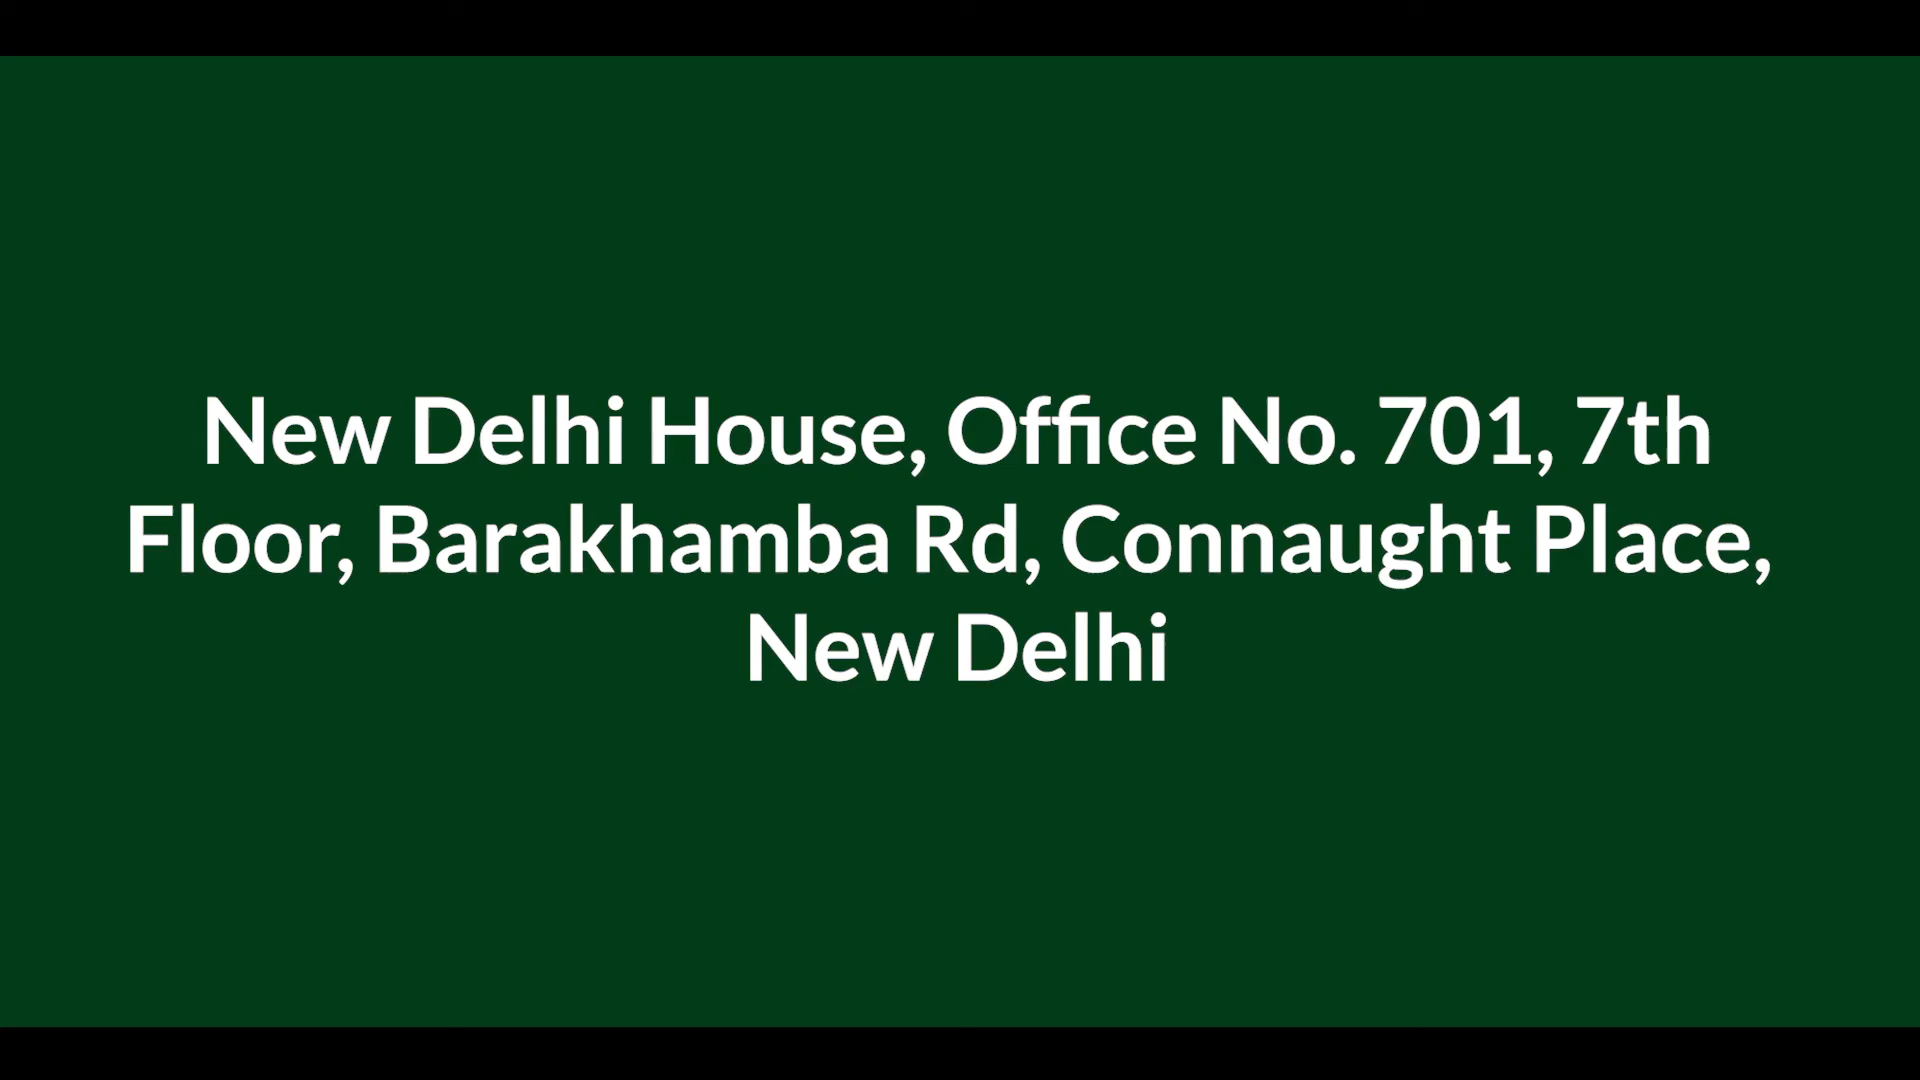 New Delhi House, Office No. 701, 7th
Floor, Barakhamba Rd, Connaught Place,
New Delhi